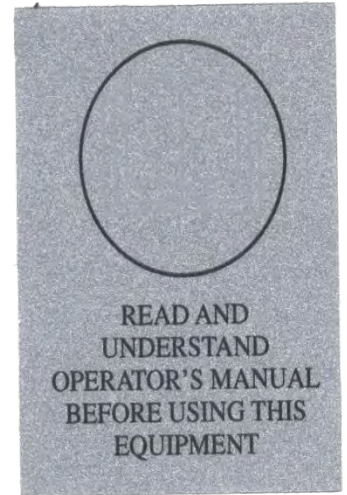 READ AND
UNDERSTAND
OPERATOR'S MANUAL
BEFORE USING THIS
EQUIPMENT